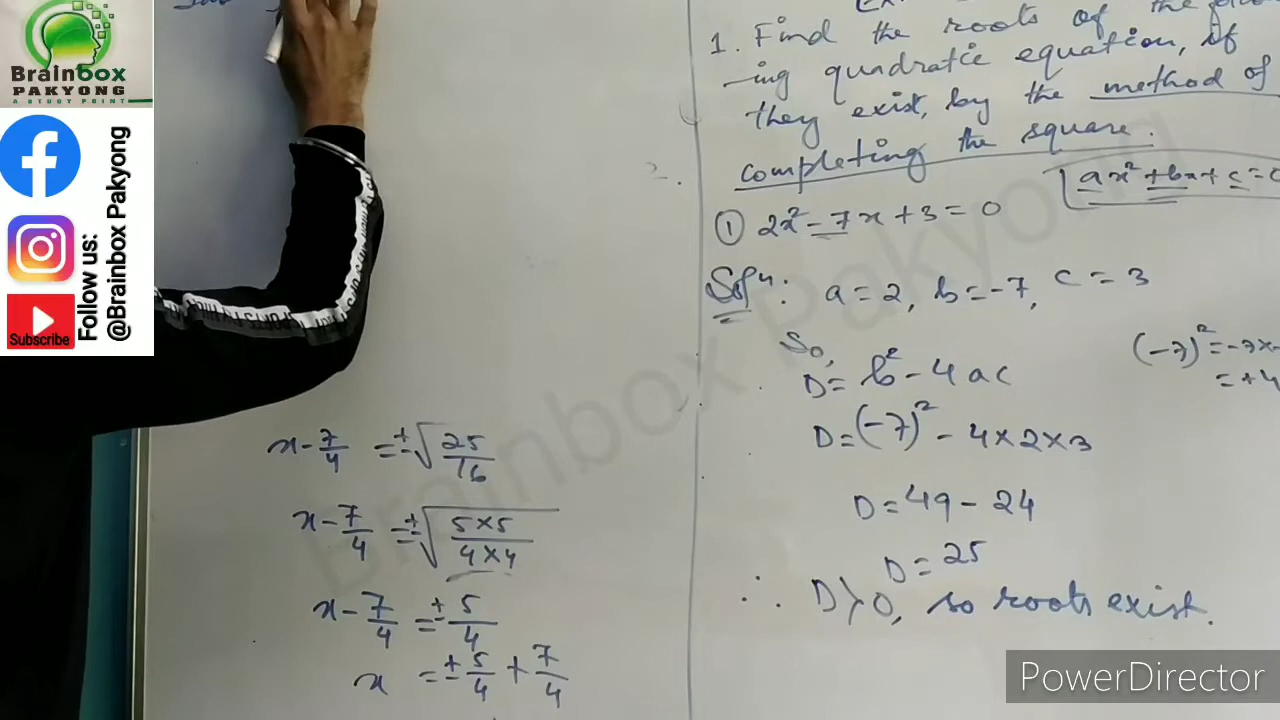 Brainbox
PAKYONG
A STUDY POINT
Follow us:
@Brainbox Pakyong
Subscribe
x - 7/4 = ± √25/16
x - 7/4 = ± √5×5/4×4
x - 7/4 = ± 5/4
x = ± 5/4 + 7/4
1. Find the roots of the
-ing quadratic equation, if
they exist, by the method of
completing the square.
ax² + bx + c = 0
① 2x² - 7x + 3 = 0
Solⁿ: a = 2, b = -7, c = 3
So,
D = b² - 4ac
(-7)² = -7×-
= +4
D = (-7)² - 4×2×3
D = 49 - 24
D = 25
∴ D>0, so roots exist.
Brainbox Pakyong
PowerDirector